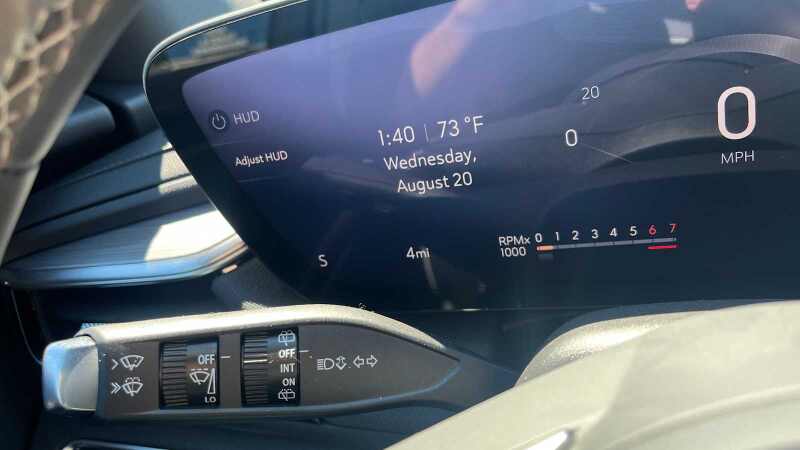 HUD
Adjust HUD
1:40 | 73 °F
Wednesday,
August 20
20
0
0
MPH
S
4mi
RPMx
1000
0 1 2 3 4 5 6 7
OFF
LO
OFF
INT
ON